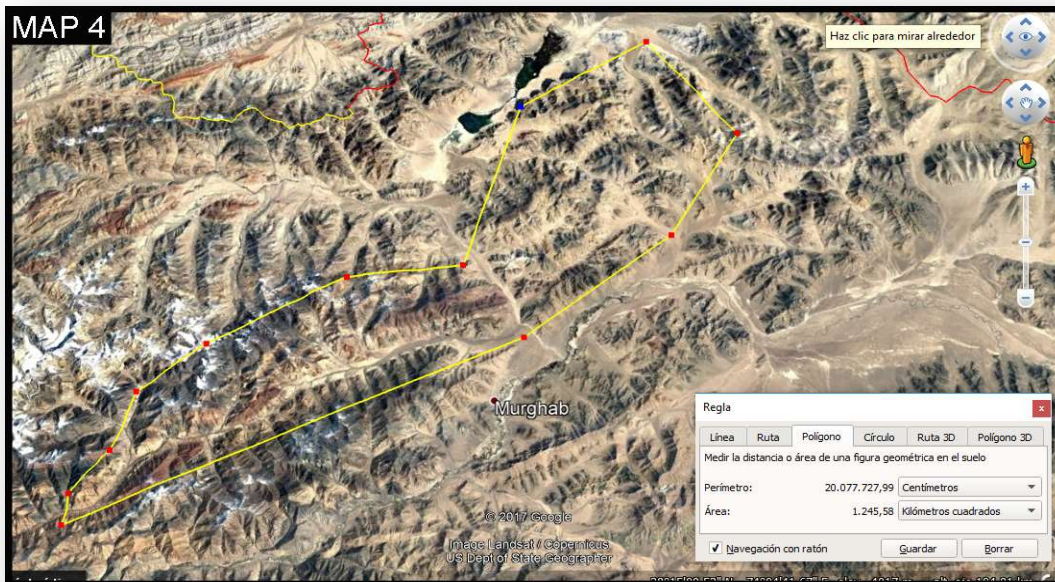 MAP 4
Haz clic para mirar alrededor
Murghab
© 2017 Google
Image Landsat / Copernicus
US Dept of State Geographer
Regla
x
Línea Ruta Polígono Círculo Ruta 3D Polígono 3D
Medir la distancia o área de una figura geométrica en el suelo
Perímetro: 20.077.727,99 Centímetros
Área: 1.245,58 Kilómetros cuadrados
Navegación con ratón Guardar Borrar